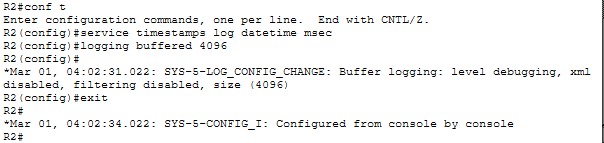 R2#conf t
Enter configuration commands, one per line.  End with CNTL/Z.
R2(config)#service timestamps log datetime msec
R2(config)#logging buffered 4096
R2(config)#
*Mar 01, 04:02:31.022: SYS-5-LOG_CONFIG_CHANGE: Buffer logging: level debugging, xml
disabled, filtering disabled, size (4096)
R2(config)#exit
R2#
*Mar 01, 04:02:34.022: SYS-5-CONFIG_I: Configured from console by console
R2#